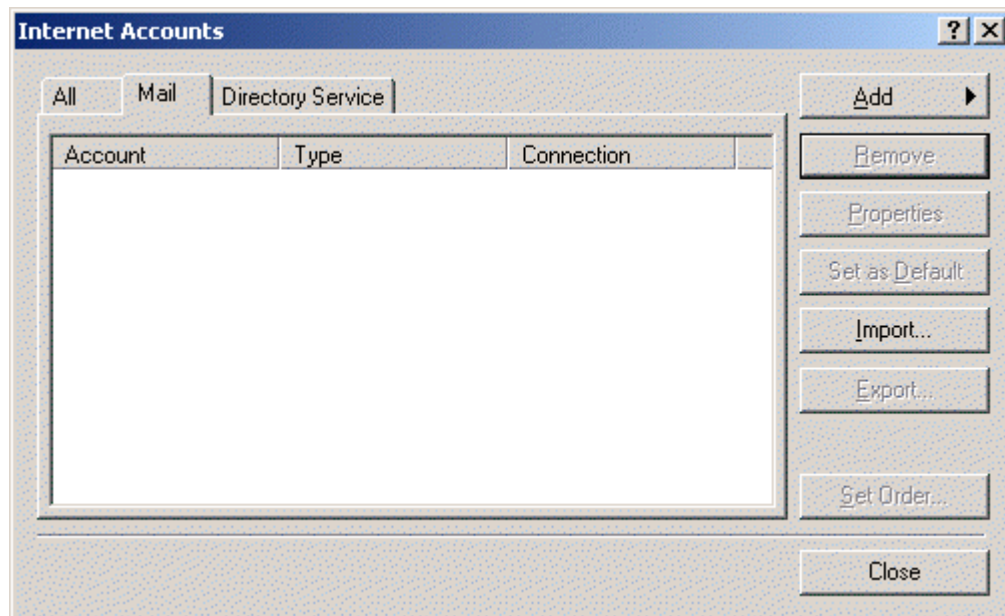 Internet Accounts
All Mail Directory Service
Account Type Connection
Add
Remove
Properties
Set as Default
Import...
Export...
Set Order...
Close